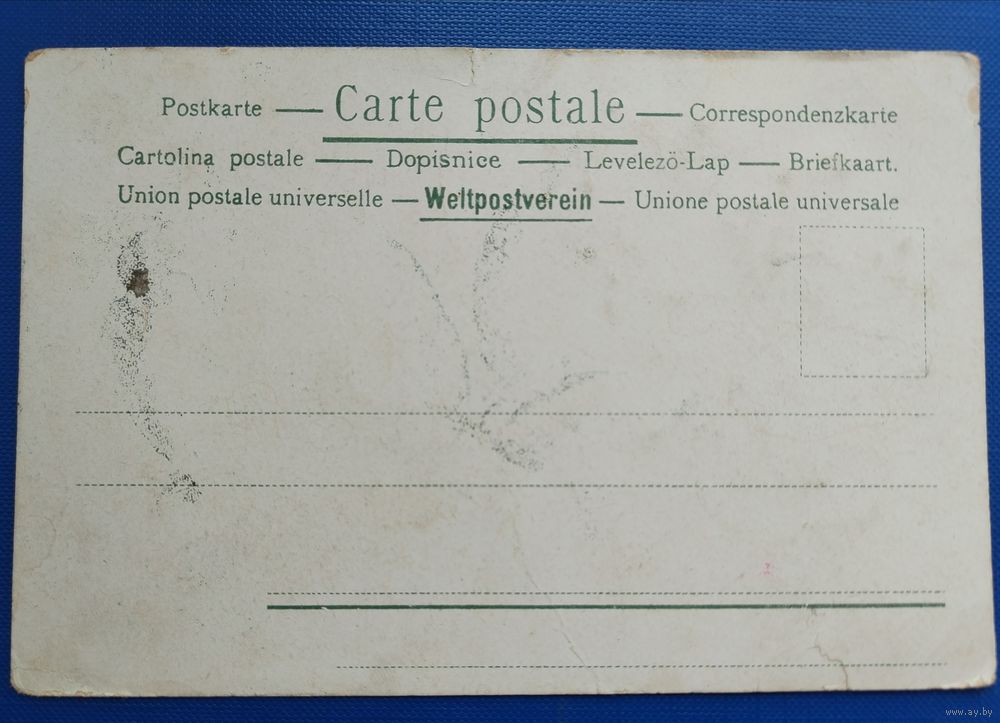 Postkarte — Carte postale — Correspondenzkarte
Cartolina postale — Dopisnice — Levelezö-Lap — Briefkaart.
Union postale universelle — Weltpostverein — Unione postale universale
www.ay.by